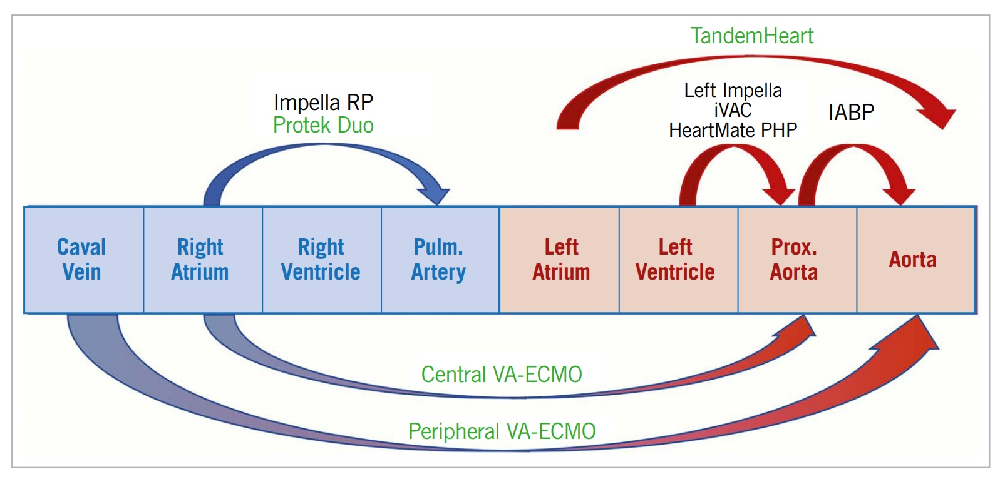 TandemHeart
Impella RP
Protek Duo
Left Impella
iVAC
HeartMate PHP
IABP
Caval
Vein
Right
Atrium
Right
Ventricle
Pulm.
Artery
Left
Atrium
Left
Ventricle
Prox.
Aorta
Aorta
Central VA-ECMO
Peripheral VA-ECMO